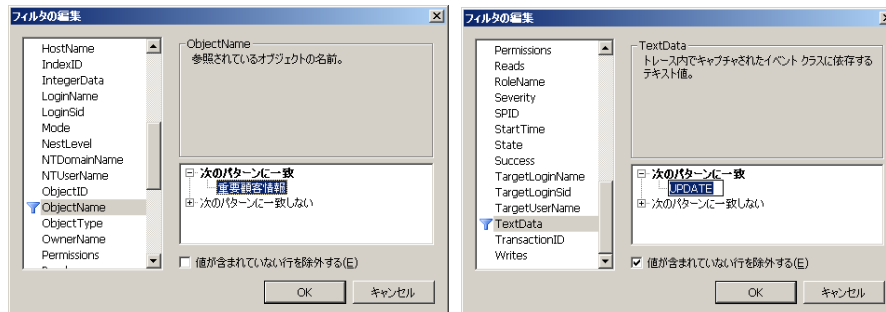 フィルタの編集
HostName
IndexID
IntegerData
LoginName
LoginSid
Mode
NestLevel
NTDomainName
NTUserName
ObjectID
ObjectName
ObjectType
OwnerName
Permissions
ObjectName
参照されているオブジェクトの名前。
次のパターンに一致
重要顧客情報
次のパターンに一致しない
値が含まれていない行を除外する(E)
OK
キャンセル
フィルタの編集
Permissions
Reads
RoleName
Severity
SPID
StartTime
State
Success
TargetLoginName
TargetLoginSid
TargetUserName
TextData
TransactionID
Writes
TextData
トレース内でキャプチャされたイベント クラスに依存する
テキスト値。
次のパターンに一致
UPDATE
次のパターンに一致しない
値が含まれていない行を除外する(E)
OK
キャンセル